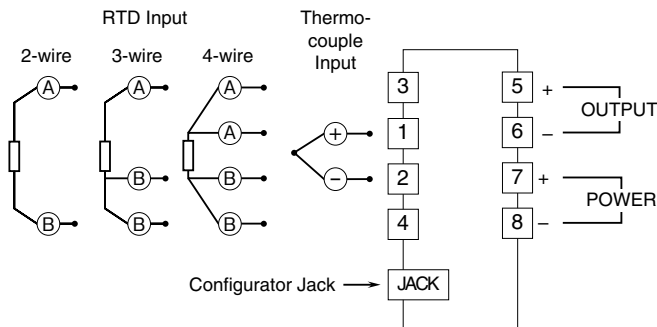 RTD Input
Thermo-
couple
Input
2-wire
3-wire
4-wire
A
A
A
3
5
+
OUTPUT
A
+
1
6
–
B
B
–
2
7
+
POWER
B
B
B
4
8
–
Configurator Jack
JACK